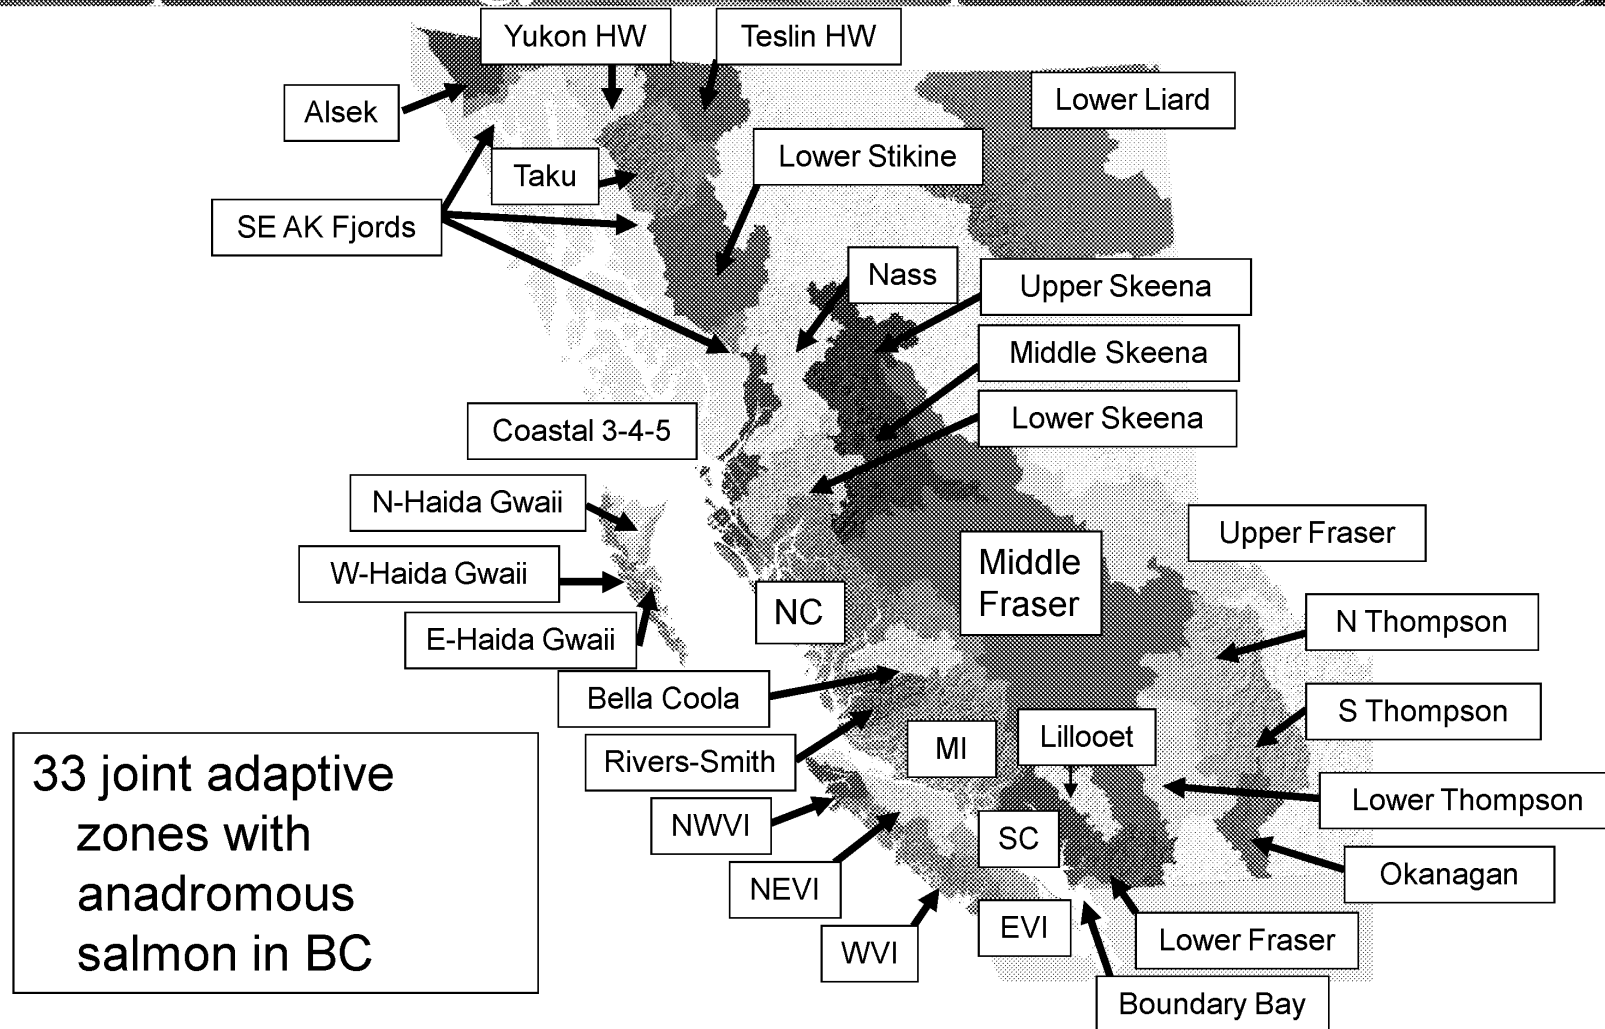 Yukon HW
Teslin HW
Alsek
Lower Liard
Taku
Lower Stikine
SE AK Fjords
Nass
Upper Skeena
Middle Skeena
Coastal 3-4-5
Lower Skeena
N-Haida Gwaii
Upper Fraser
W-Haida Gwaii
Middle
Fraser
NC
N Thompson
E-Haida Gwaii
Bella Coola
S Thompson
Rivers-Smith
MI
Lillooet
33 joint adaptive
zones with
anadromous
salmon in BC
Lower Thompson
NWVI
SC
Okanagan
NEVI
EVI
Lower Fraser
WVI
Boundary Bay